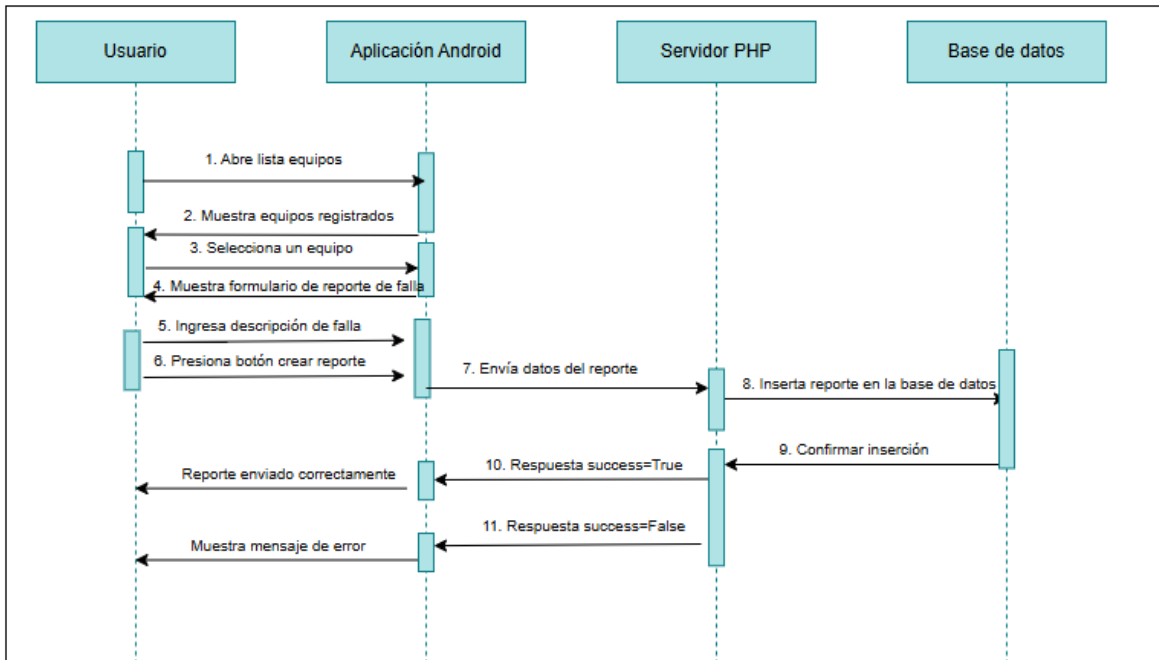 Usuario
Aplicación Android
Servidor PHP
Base de datos
1. Abre lista equipos
2. Muestra equipos registrados
3. Selecciona un equipo
4. Muestra formulario de reporte de falla
5. Ingresa descripción de falla
6. Presiona botón crear reporte
7. Envía datos del reporte
8. Inserta reporte en la base de datos
9. Confirmar inserción
10. Respuesta success=True
Reporte enviado correctamente
11. Respuesta success=False
Muestra mensaje de error